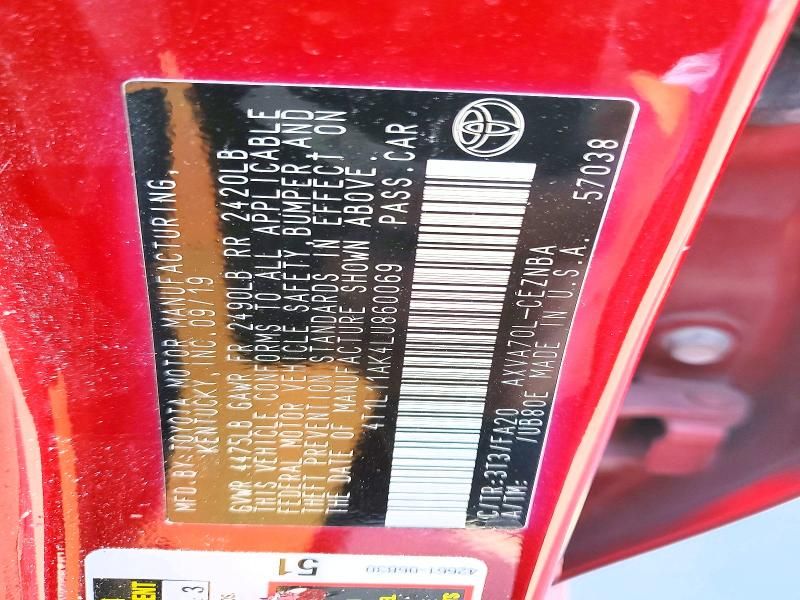 MFD.BY:TOYOTA MOTOR MANUFACTURING,
KENTUCKY, INC. 09/19
GVWR 4475LB GAWR FR 2490LB RR 2420LB
THIS VEHICLE CONFORMS TO ALL APPLICABLE
FEDERAL MOTOR VEHICLE SAFETY BUMPER, AND
THEFT PREVENTION STANDARDS IN EFFECT ON
THE DATE OF MANUFACTURE SHOWN ABOVE.
4T1L11AK4LU860069 PASS.CAR
C/TR:3T3/FA20 AXVA70L-CEZNBA
A/TM: /UB80E MADE IN U.S.A. 57038
51
42661-06B30